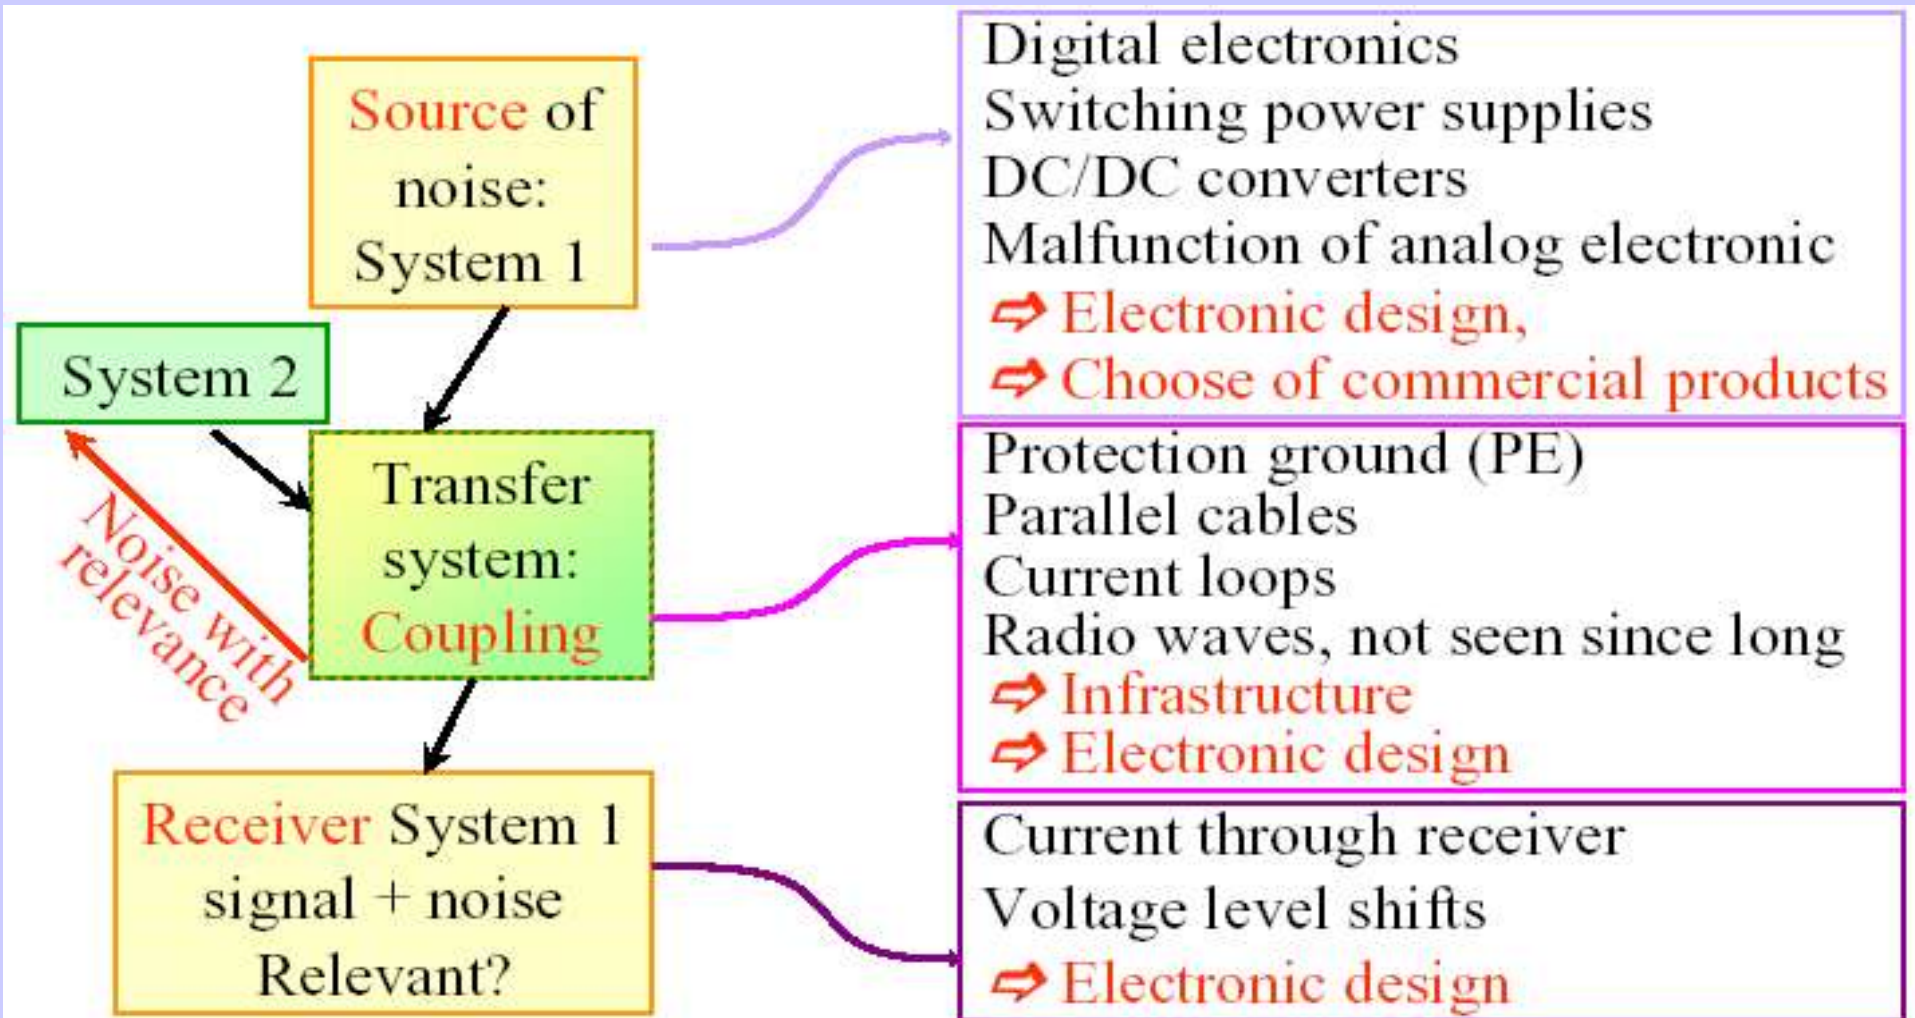 Source of
noise:
System 1
System 2
Transfer
system:
Coupling
Noise with
relevance
Receiver System 1
signal + noise
Relevant?
Digital electronics
Switching power supplies
DC/DC converters
Malfunction of analog electronic
⇨ Electronic design,
⇨ Choose of commercial products
Protection ground (PE)
Parallel cables
Current loops
Radio waves, not seen since long
⇨ Infrastructure
⇨ Electronic design
Current through receiver
Voltage level shifts
⇨ Electronic design